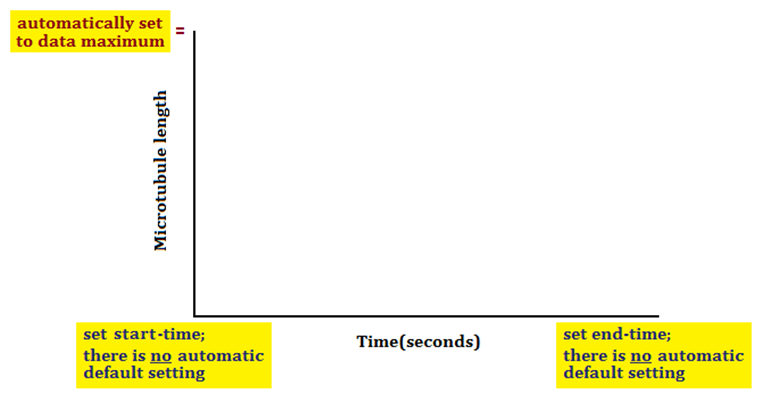 automatically set
to data maximum
=
Microtubule length
set start-time;
there is no automatic
default setting
Time(seconds)
set end-time;
there is no automatic
default setting